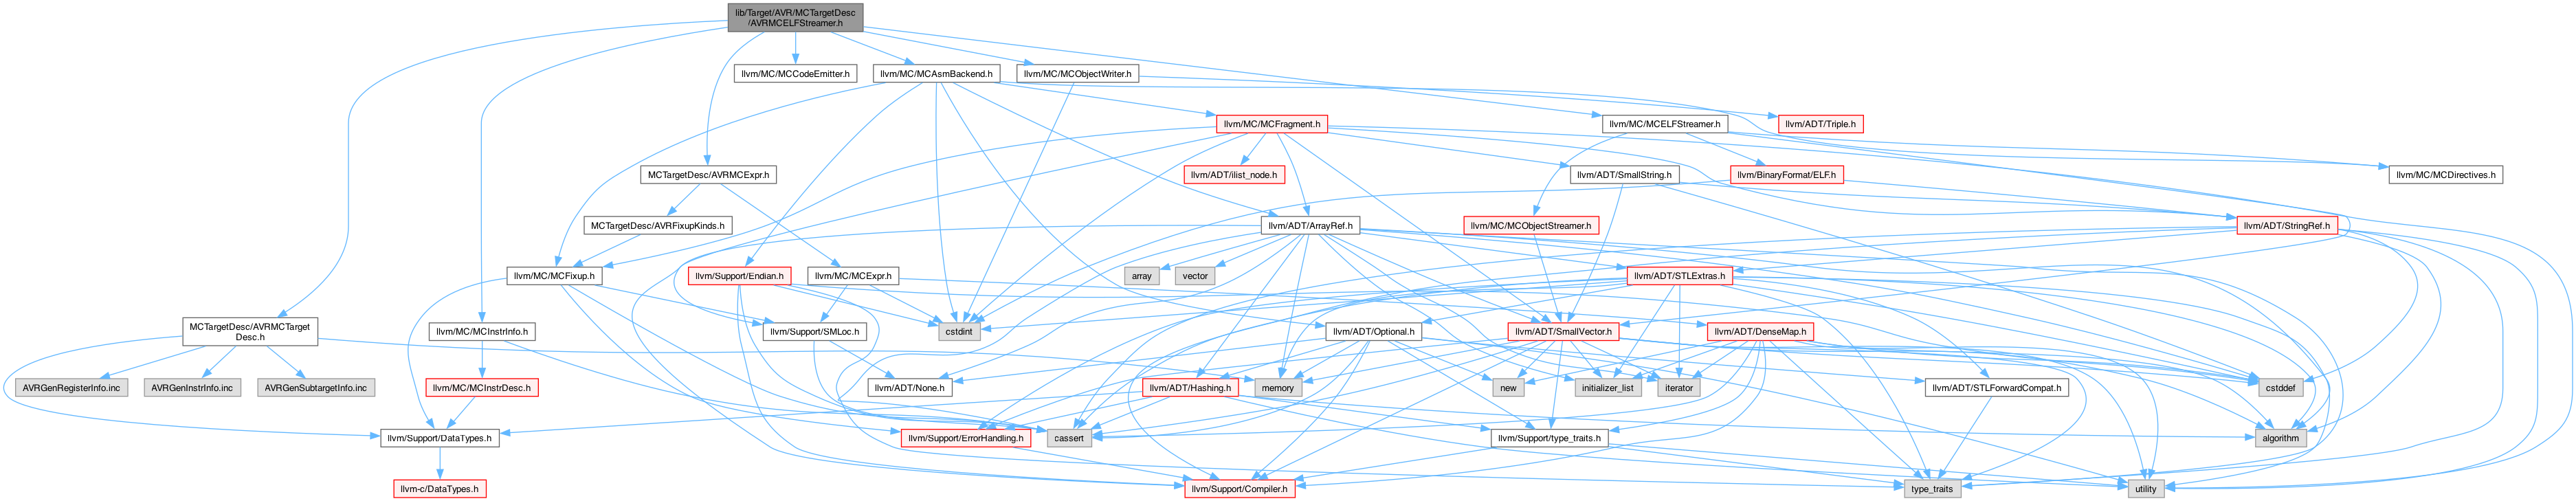 lib/Target/AVR/MCTargetDesc
/AVRMCELFStreamer.h
llvm/MC/MCCodeEmitter.h
llvm/MC/MCAsmBackend.h
llvm/MC/MCObjectWriter.h
llvm/MC/MCFragment.h
llvm/MC/MCELFStreamer.h
llvm/ADT/Triple.h
MCTargetDesc/AVRMCExpr.h
llvm/ADT/ilist_node.h
llvm/ADT/SmallString.h
llvm/BinaryFormat/ELF.h
llvm/MC/MCDirectives.h
MCTargetDesc/AVRFixupKinds.h
llvm/ADT/ArrayRef.h
llvm/MC/MCObjectStreamer.h
llvm/ADT/StringRef.h
llvm/MC/MCFixup.h
llvm/Support/Endian.h
llvm/MC/MCExpr.h
array
vector
llvm/ADT/STLExtras.h
MCTargetDesc/AVRMCTarget
Desc.h
llvm/MC/MCInstrInfo.h
llvm/Support/SMLoc.h
cstdint
llvm/ADT/Optional.h
llvm/ADT/SmallVector.h
llvm/ADT/DenseMap.h
AVRGenRegisterInfo.inc
AVRGenInstrInfo.inc
AVRGenSubtargetInfo.inc
llvm/MC/MCInstrDesc.h
llvm/ADT/None.h
llvm/ADT/Hashing.h
memory
new
initializer_list
iterator
llvm/ADT/STLForwardCompat.h
cstddef
llvm/Support/DataTypes.h
llvm/Support/ErrorHandling.h
cassert
llvm/Support/type_traits.h
algorithm
llvm-c/DataTypes.h
llvm/Support/Compiler.h
type_traits
utility